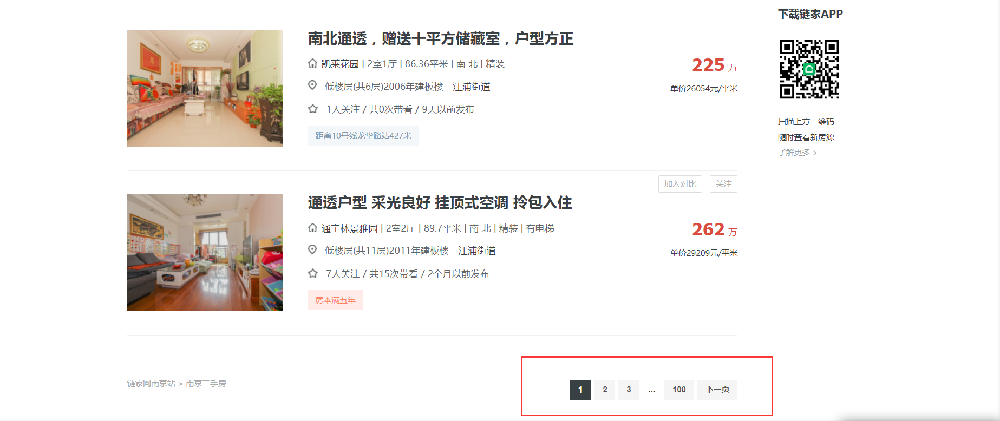 南北通透，赠送十平方储藏室，户型方正
凯莱花园 | 2室1厅 | 86.36平米 | 南 北 | 精装
225 万
低楼层(共6层)2006年建板楼 - 江浦街道
单价26054元/平米
1人关注 / 共0次带看 / 9天以前发布
距离10号线龙华路站427米
加入对比 关注
通透户型 采光良好 挂顶式空调 拎包入住
通宇林景雅园 | 2室2厅 | 89.7平米 | 南 北 | 精装 | 有电梯
262 万
低楼层(共11层)2011年建板楼 - 江浦街道
单价29209元/平米
7人关注 / 共15次带看 / 2个月以前发布
房本满五年
链家网南京站 > 南京二手房
1 2 3 ... 100 下一页
下载链家APP
扫描上方二维码
随时查看新房源
了解更多 >